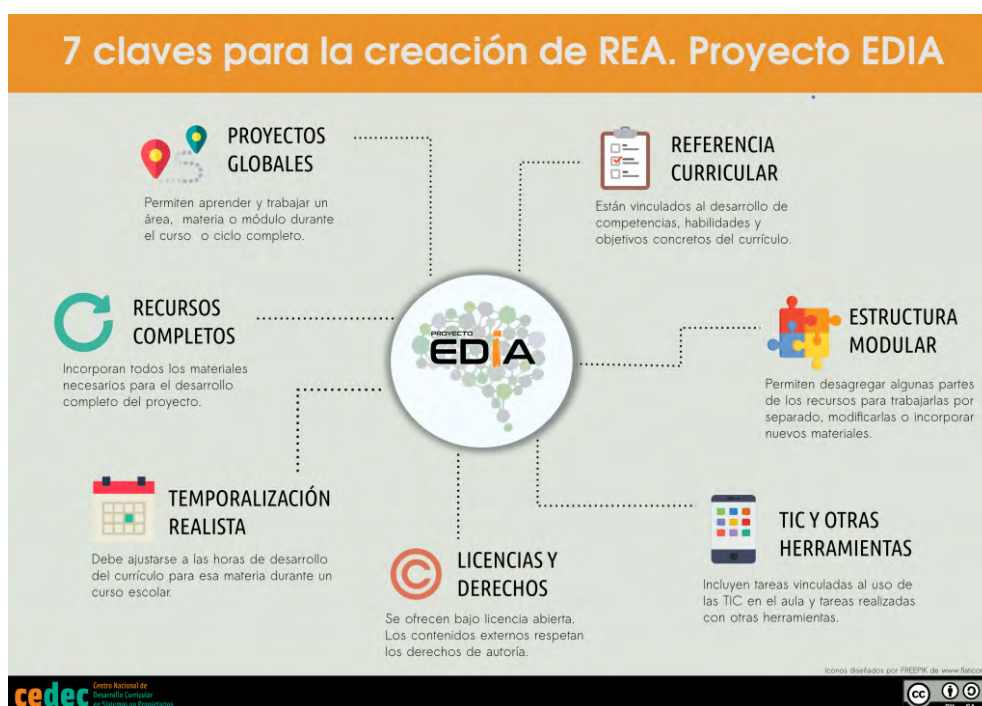 7 claves para la creación de REA. Proyecto EDIA
PROYECTOS
GLOBALES
Permiten aprender y trabajar un
área, materia o módulo durante
el curso o ciclo completo.
REFERENCIA
CURRICULAR
Están vinculados al desarrollo de
competencias, habilidades y
objetivos concretos del currículo.
RECURSOS
COMPLETOS
Incorporan todos los materiales
necesarios para el desarrollo
completo del proyecto.
PROYECTO
EDIA
ESTRUCTURA
MODULAR
Permiten desagregar algunas partes
de los recursos para trabajarlas por
separado, modificarlas o incorporar
nuevos materiales.
TEMPORALIZACIÓN
REALISTA
Debe ajustarse a las horas de desarrollo
del currículo para esa materia durante un
curso escolar.
LICENCIAS Y
DERECHOS
Se ofrecen bajo licencia abierta.
Los contenidos externos respetan
los derechos de autoría.
TIC Y OTRAS
HERRAMIENTAS
Incluyen tareas vinculadas al uso de
las TIC en el aula y tareas realizadas
con otras herramientas.
Iconos diseñados por FREEPIK de
cedec
Centro Nacional de
Desarrollo Curricular
en Sistemas no Propietarios
cc
BY SA